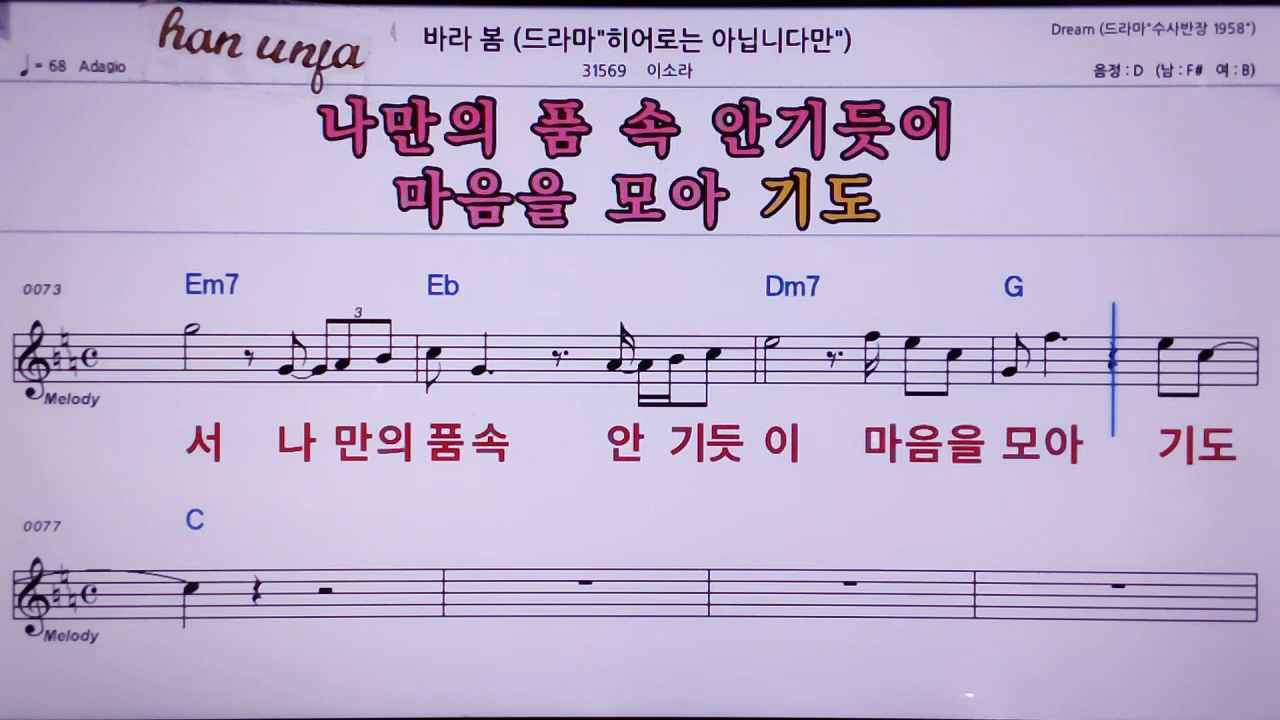 han unfa
바라 봄 (드라마"히어로는 아닙니다만")
Dream (드라마"수사반장 1958")
♩ = 68 Adagio
31569 이소라
음정 : D (남 : F# 여 : B)
나만의 품 속 안기듯이
마음을 모아 기도
0073 Em7 Eb Dm7 G
3
Melody
서 나 만의 품속 안 기듯 이 마음을 모아 기도
0077 C
Melody